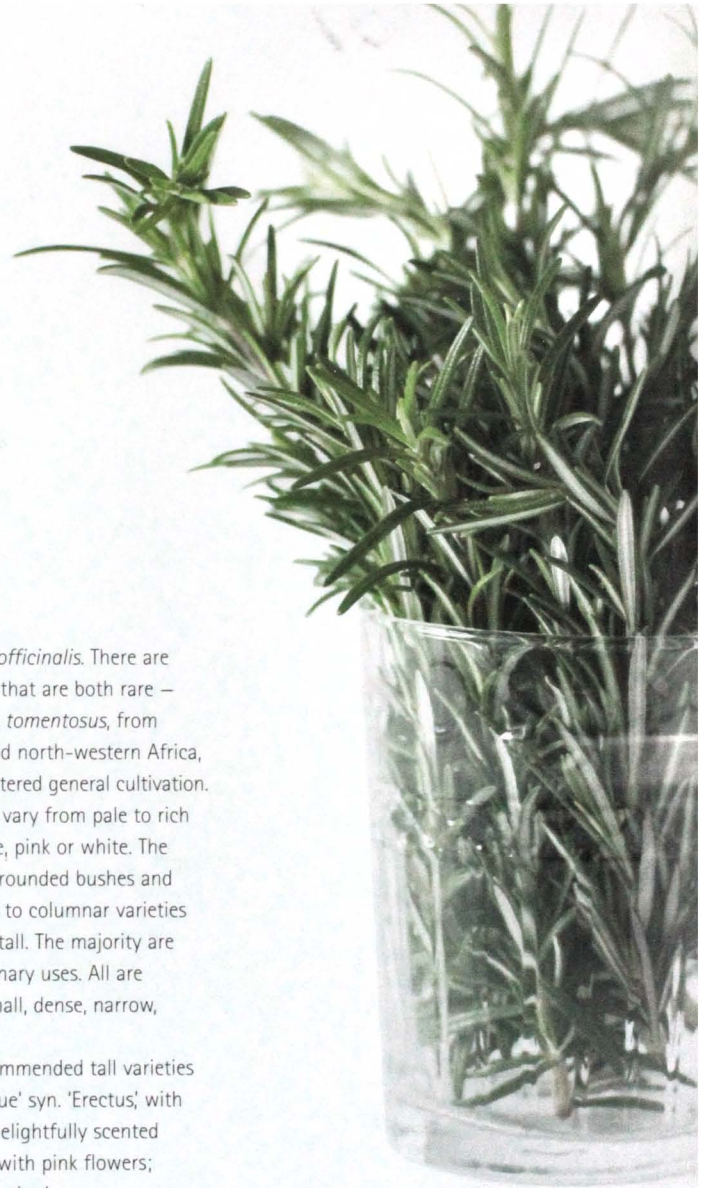 officinalis. There are
that are both rare –
tomentosus, from
d north-western Africa,
tered general cultivation.
vary from pale to rich
e, pink or white. The
rounded bushes and
to columnar varieties
tall. The majority are
nary uses. All are
nall, dense, narrow,
mmended tall varieties
ue' syn. 'Erectus', with
elightfully scented
with pink flowers;